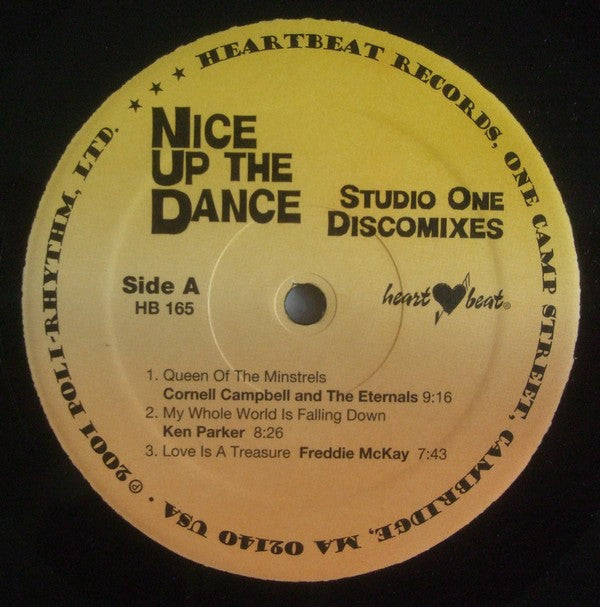 ★ ★ ★ HEARTBEAT RECORDS, ONE CAMP STREET, CAMBRIDGE, MA 02140 USA · ℗2001 POLI-RHYTHM, LTD.
NICE
UP THE
DANCE
STUDIO ONE
DISCOMIXES
Side A
HB 165
heart beat®
1. Queen Of The Minstrels
Cornell Campbell and The Eternals 9:16
2. My Whole World Is Falling Down
Ken Parker 8:26
3. Love Is A Treasure Freddie McKay 7:43